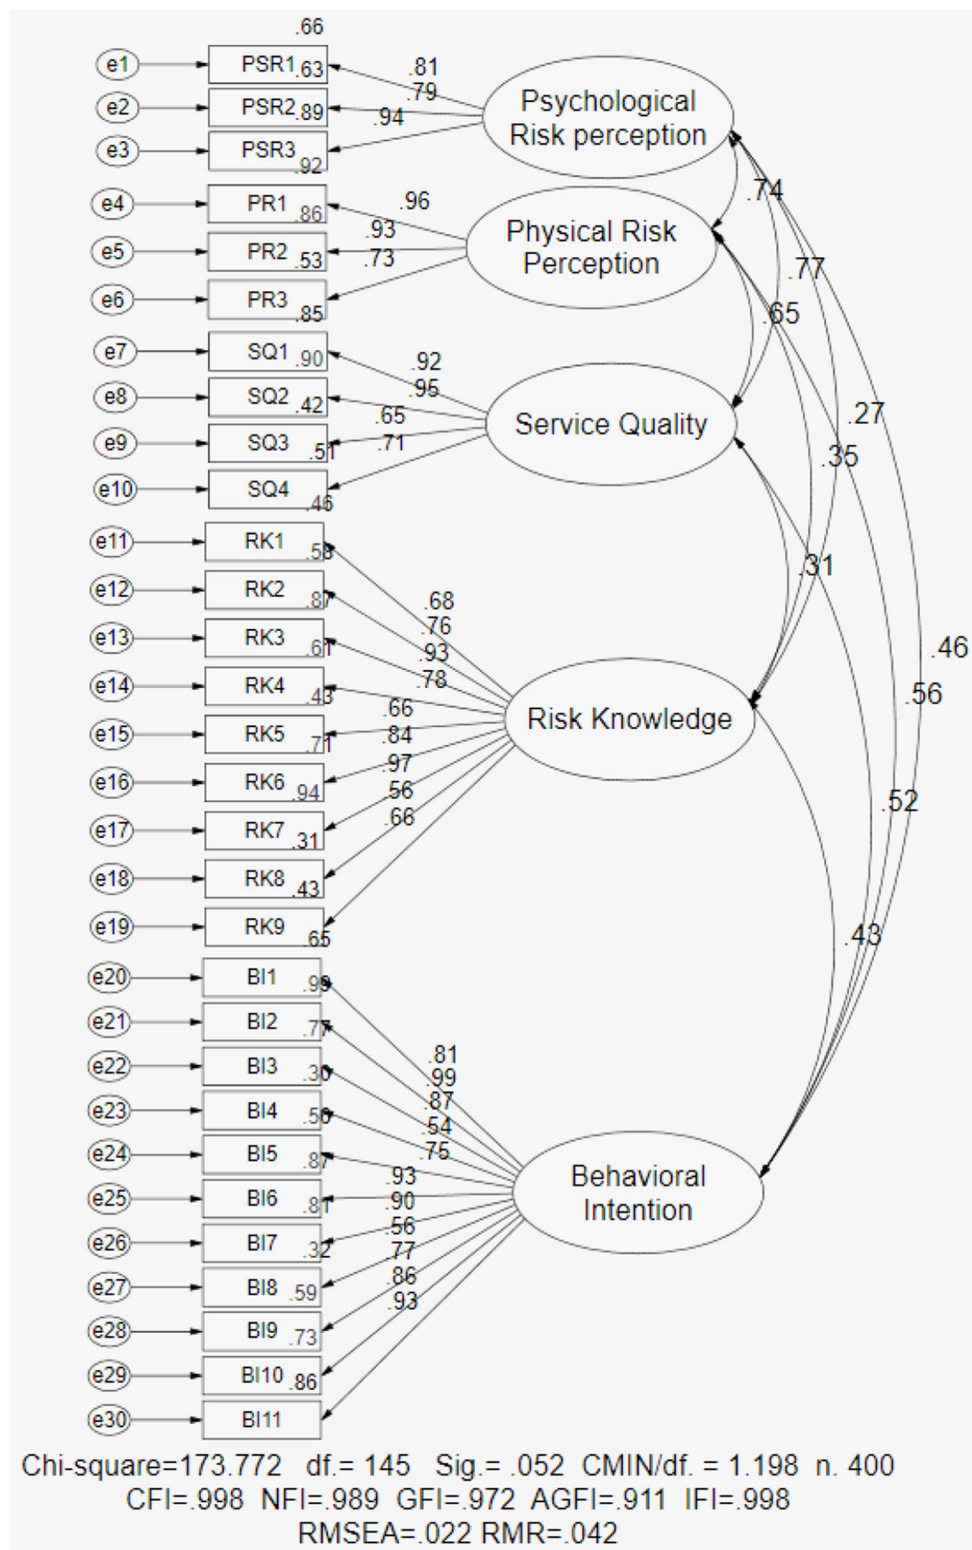 .66
e1 PSR1 .63 .81
.79
e2 PSR2 .89 .94
e3 PSR3 .92
Psychological
Risk perception
.74
e4 PR1 .86 .96
.93
e5 PR2 .53 .73
e6 PR3 .85
Physical Risk
Perception
.77
.65
e7 SQ1 .90 .92
.95
e8 SQ2 .42 .65
e9 SQ3 .51 .71
e10 SQ4 .46
Service Quality
.27
.35
.31
e11 RK1 .58
e12 RK2 .87 .68
.76
e13 RK3 .61 .93
.78
e14 RK4 .43 .66
e15 RK5 .71 .84
.97
e16 RK6 .94 .56
e17 RK7 .31 .66
e18 RK8 .43
e19 RK9 .65
Risk Knowledge
.46
.56
.52
.43
e20 BI1 .99
e21 BI2 .77
.81
e22 BI3 .30 .99
.87
e23 BI4 .56 .54
.75
e24 BI5 .87 .93
e25 BI6 .81 .90
.56
e26 BI7 .32 .77
.86
e27 BI8 .59 .93
e28 BI9 .73
e29 BI10 .86
e30 BI11
Behavioral
Intention
Chi-square=173.772 df.= 145 Sig.= .052 CMIN/df. = 1.198 n. 400
CFI=.998 NFI=.989 GFI=.972 AGFI=.911 IFI=.998
RMSEA=.022 RMR=.042